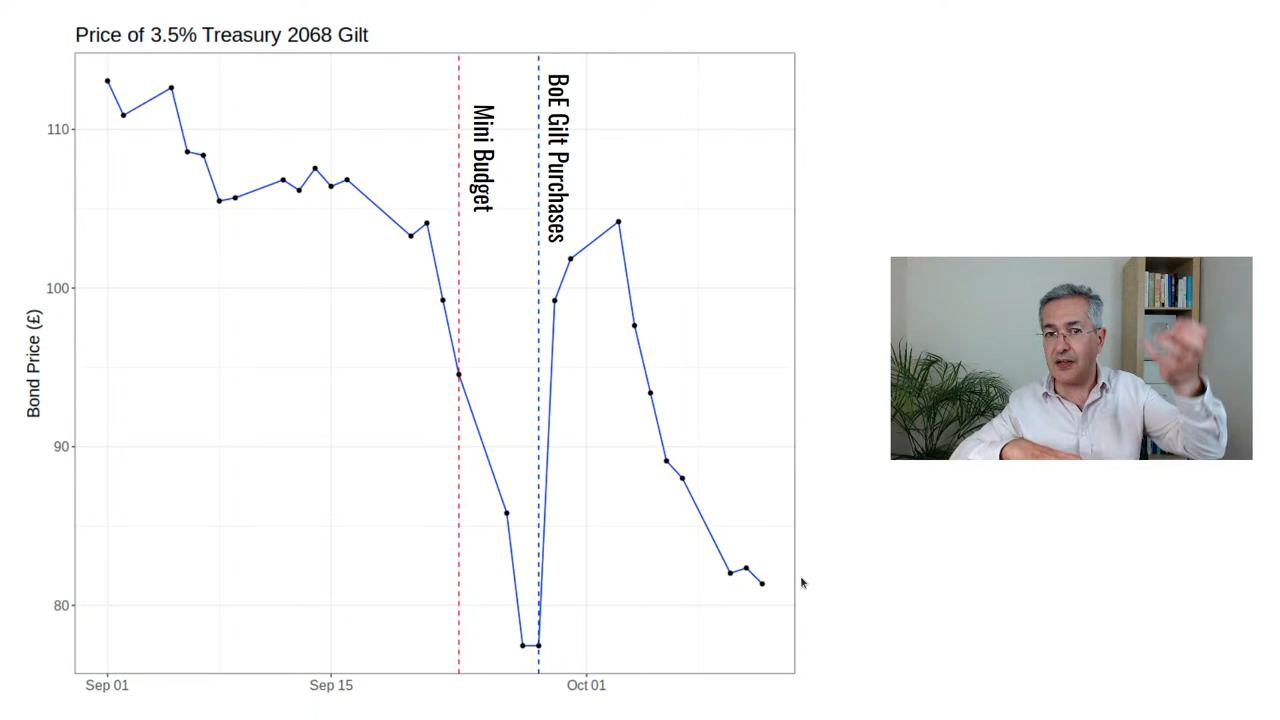 Price of 3.5% Treasury 2068 Gilt
BoE Gilt Purchases
Mini Budget
110
100
90
80
Bond Price (£)
Sep 01
Sep 15
Oct 01